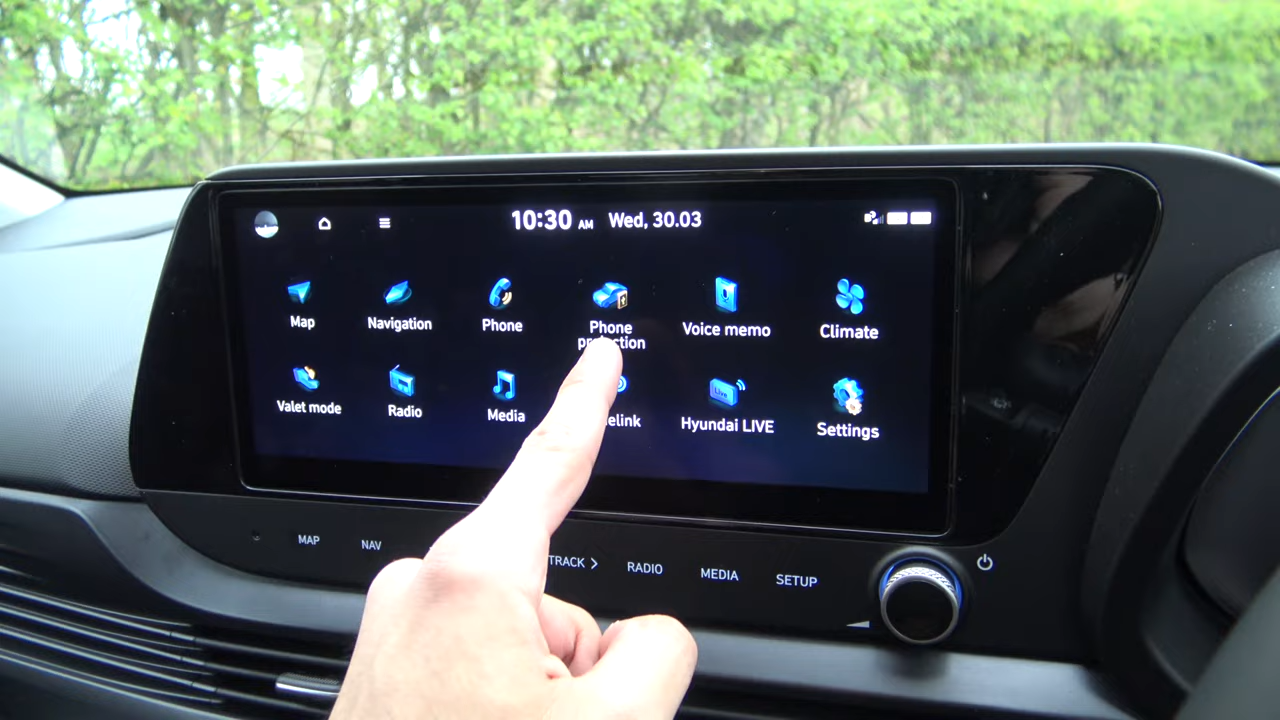 10:30 AM Wed, 30.03
Map
Navigation
Phone
Phone
Voice memo
Climate
Valet mode
Radio
Media
Hyundai LIVE
Settings
MAP
NAV
TRACK >
RADIO
MEDIA
SETUP